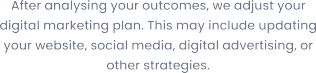 After analysing your outcomes, we adjust your
digital marketing plan. This may include updating
your website, social media, digital advertising, or
other strategies.